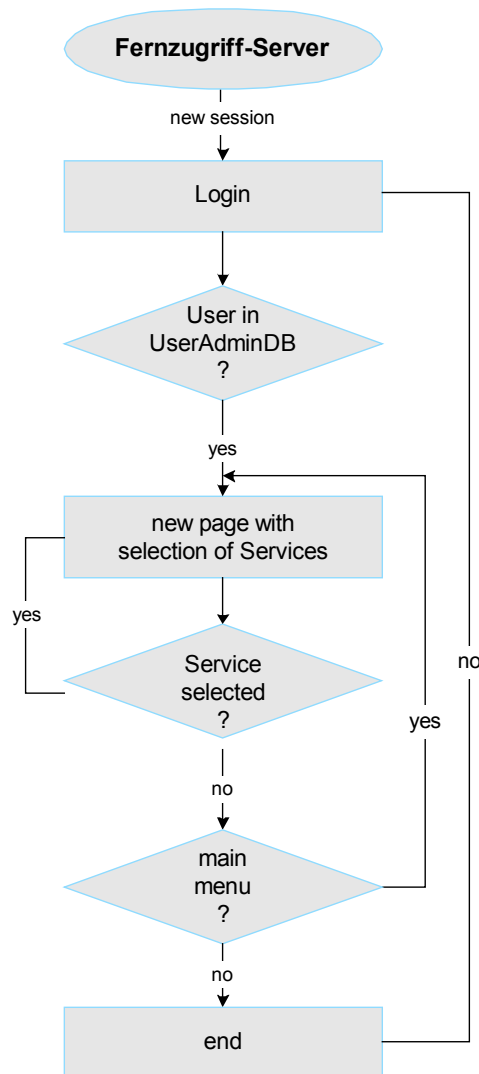 Fernzugriff-Server
new session
Login
User in
UserAdminDB
?
yes
new page with
selection of Services
yes
Service
selected
?
no
yes
no
main
menu
?
no
end